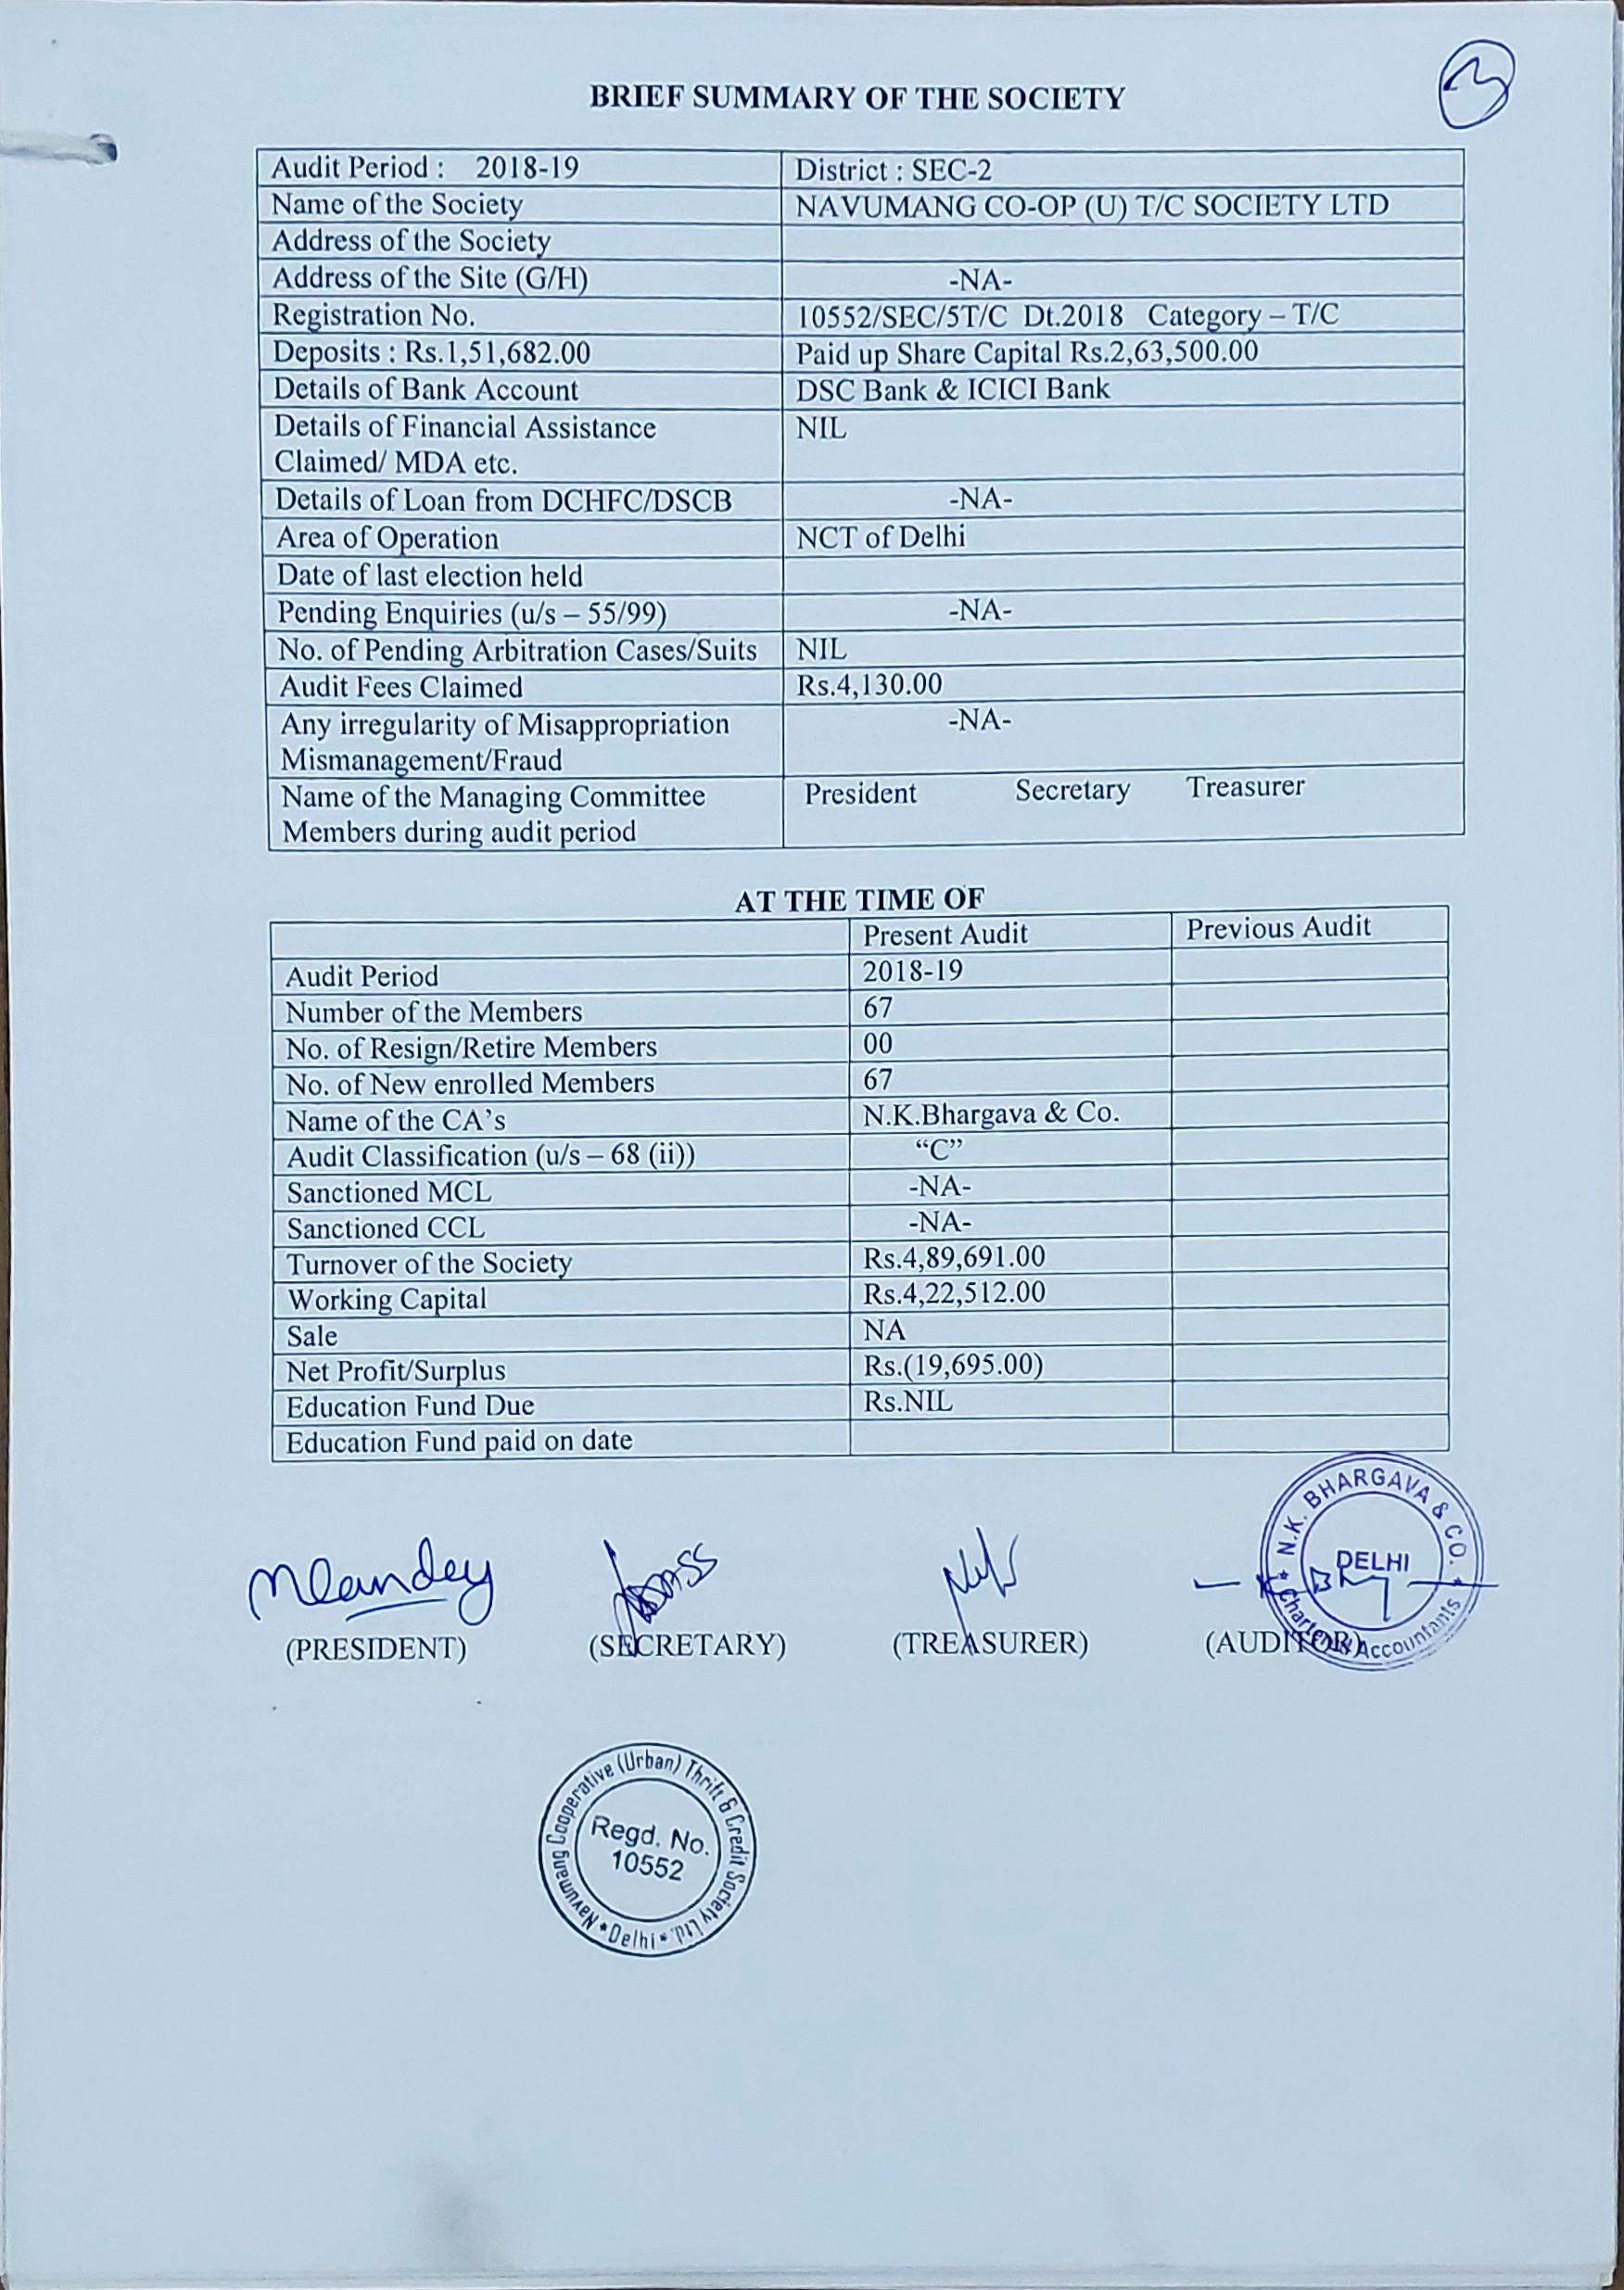 3
BRIEF SUMMARY OF THE SOCIETY
Audit Period : 2018-19 District : SEC-2
Name of the Society NAVUMANG CO-OP (U) T/C SOCIETY LTD
Address of the Society
Address of the Site (G/H) -NA-
Registration No. 10552/SEC/5T/C Dt.2018 Category – T/C
Deposits : Rs.1,51,682.00 Paid up Share Capital Rs.2,63,500.00
Details of Bank Account DSC Bank & ICICI Bank
Details of Financial Assistance NIL
Claimed/ MDA etc.
Details of Loan from DCHFC/DSCB -NA-
Area of Operation NCT of Delhi
Date of last election held
Pending Enquiries (u/s – 55/99) -NA-
No. of Pending Arbitration Cases/Suits NIL
Audit Fees Claimed Rs.4,130.00
Any irregularity of Misappropriation -NA-
Mismanagement/Fraud
Name of the Managing Committee President Secretary Treasurer
Members during audit period
AT THE TIME OF
Present Audit Previous Audit
Audit Period 2018-19
Number of the Members 67
No. of Resign/Retire Members 00
No. of New enrolled Members 67
Name of the CA’s N.K.Bhargava & Co.
Audit Classification (u/s – 68 (ii)) “C”
Sanctioned MCL -NA-
Sanctioned CCL -NA-
Turnover of the Society Rs.4,89,691.00
Working Capital Rs.4,22,512.00
Sale NA
Net Profit/Surplus Rs.(19,695.00)
Education Fund Due Rs.NIL
Education Fund paid on date
N.K. BHARGAVA & CO.
DELHI
Chartered Accountants
(PRESIDENT) (SECRETARY) (TREASURER) (AUDITOR)
Navumang Cooperative (Urban) Thrift & Credit Society Ltd.
Regd. No.
10552
Delhi